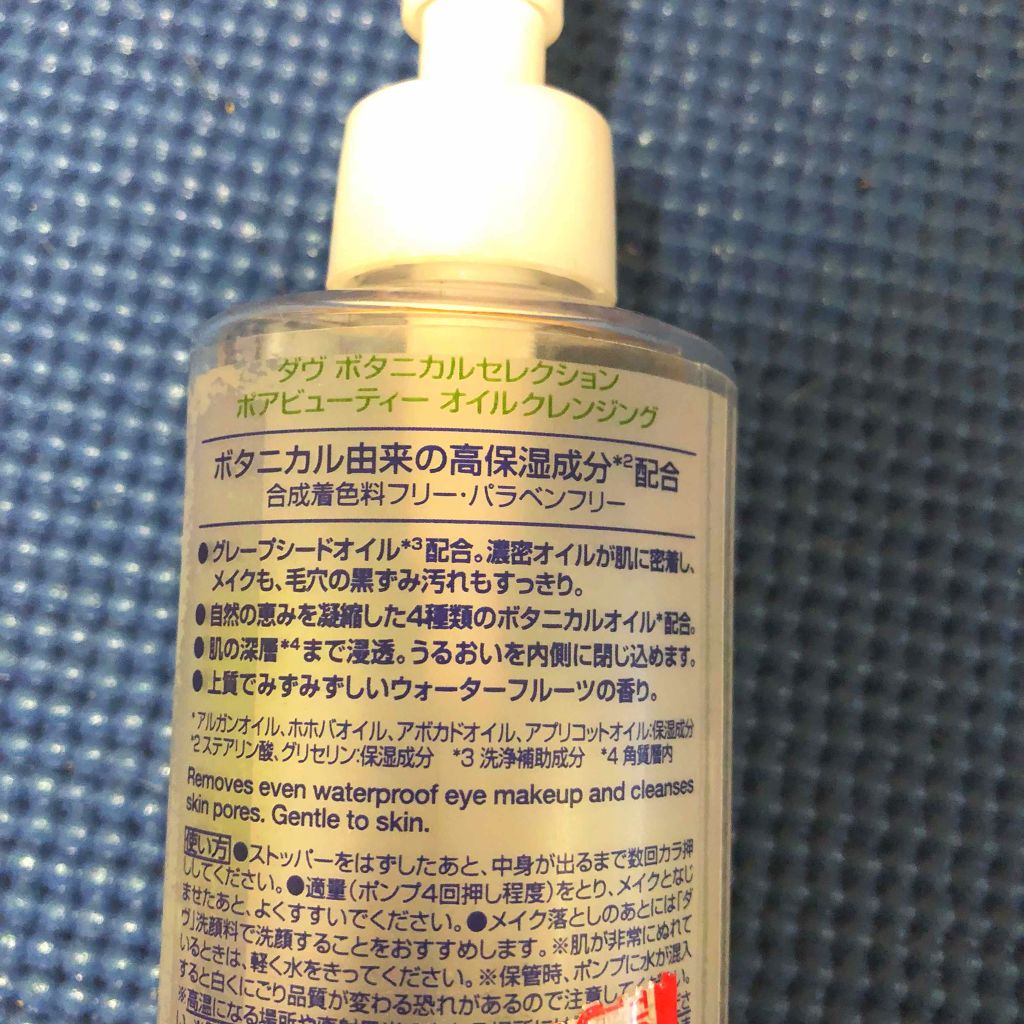 ダヴ ボタニカルセレクション
ポアビューティー オイルクレンジング
ボタニカル由来の高保湿成分*2配合
合成着色料フリー・パラベンフリー
●グレープシードオイル*3配合。濃密オイルが肌に密着し、
メイクも、毛穴の黒ずみ汚れもすっきり。
●自然の恵みを凝縮した4種類のボタニカルオイル*配合。
●肌の深層*4まで浸透。うるおいを内側に閉じ込めます。
●上質でみずみずしいウォーターフルーツの香り。
*アルガンオイル、ホホバオイル、アボカドオイル、アプリコットオイル:保湿成分
*2 ステアリン酸、グリセリン:保湿成分 *3 洗浄補助成分 *4 角質層内
Removes even waterproof eye makeup and cleanses
skin pores. Gentle to skin.
使い方●ストッパーをはずしたあと、中身が出るまで数回カラ押
ししてください。●適量(ポンプ4回押し程度)をとり、メイクとなじ
ませたあと、よくすすいでください。●メイク落としのあとには「ダ
ヴ」洗顔料で洗顔することをおすすめします。※肌が非常にぬれて
いるときは、軽く水をきってください。※保管時、ポンプに水が混入
すると白くにごり品質が変わる恐れがあるので注意して
※高温になる場所や直射